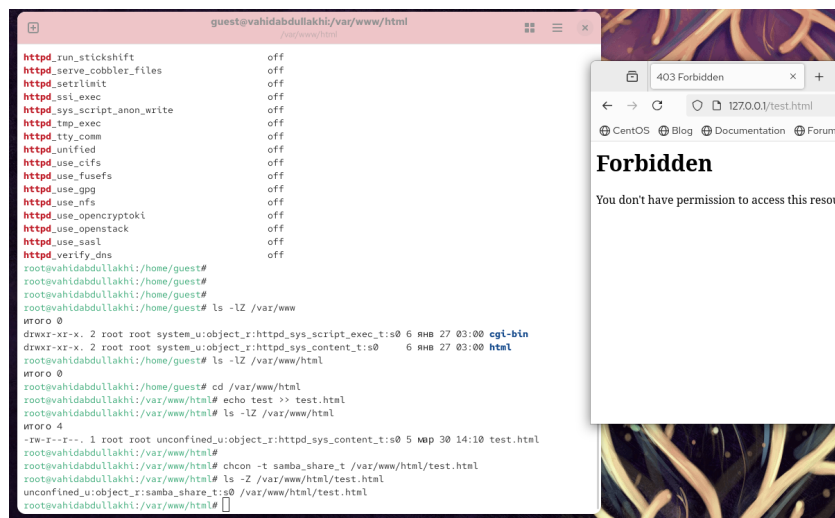 guest@vahidabdullakhi:/var/www/html
/var/www/html
httpd_run_stickshift off
httpd_serve_cobbler_files off
httpd_setrlimit off
httpd_ssi_exec off
httpd_sys_script_anon_write off
httpd_tmp_exec off
httpd_tty_comm off
httpd_unified off
httpd_use_cifs off
httpd_use_fusefs off
httpd_use_gpg off
httpd_use_nfs off
httpd_use_opencryptoki off
httpd_use_openstack off
httpd_use_sasl off
httpd_verify_dns off
root@vahidabdullakhi:/home/guest#
root@vahidabdullakhi:/home/guest#
root@vahidabdullakhi:/home/guest#
root@vahidabdullakhi:/home/guest# ls -lZ /var/www
итого 0
drwxr-xr-x. 2 root root system_u:object_r:httpd_sys_script_exec_t:s0 6 янв 27 03:00 cgi-bin
drwxr-xr-x. 2 root root system_u:object_r:httpd_sys_content_t:s0 6 янв 27 03:00 html
root@vahidabdullakhi:/home/guest# ls -lZ /var/www/html
итого 0
root@vahidabdullakhi:/home/guest# cd /var/www/html
root@vahidabdullakhi:/var/www/html# echo test >> test.html
root@vahidabdullakhi:/var/www/html# ls -lZ /var/www/html
итого 4
-rw-r--r--. 1 root root unconfined_u:object_r:httpd_sys_content_t:s0 5 мар 30 14:10 test.html
root@vahidabdullakhi:/var/www/html#
root@vahidabdullakhi:/var/www/html# chcon -t samba_share_t /var/www/html/test.html
root@vahidabdullakhi:/var/www/html# ls -Z /var/www/html/test.html
unconfined_u:object_r:samba_share_t:s0 /var/www/html/test.html
root@vahidabdullakhi:/var/www/html#
403 Forbidden
127.0.0.1/test.html
CentOS Blog Documentation Forum
Forbidden
You don't have permission to access this resou